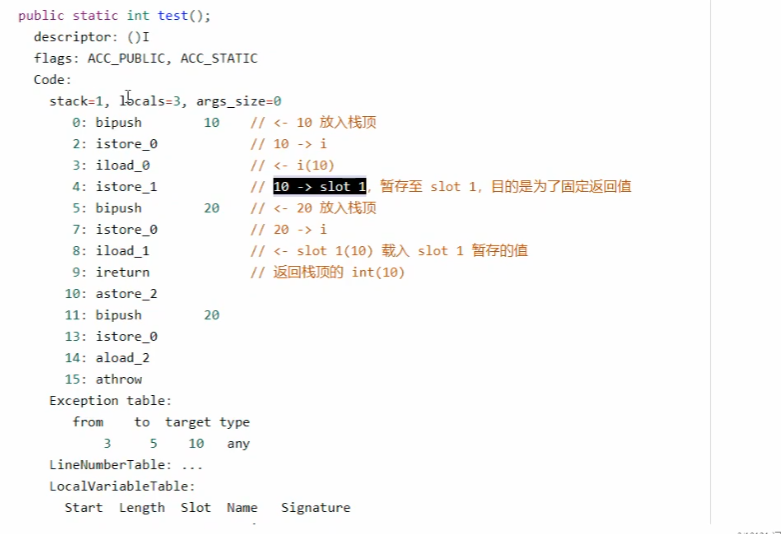 public static int test();
descriptor: ()I
flags: ACC_PUBLIC, ACC_STATIC
Code:
stack=1, locals=3, args_size=0
0: bipush 10 // <- 10 放入栈顶
2: istore_0 // 10 -> i
3: iload_0 // <- i(10)
4: istore_1 // 10 -> slot 1, 暂存至 slot 1, 目的是为了固定返回值
5: bipush 20 // <- 20 放入栈顶
7: istore_0 // 20 -> i
8: iload_1 // <- slot 1(10) 载入 slot 1 暂存的值
9: ireturn // 返回栈顶的 int(10)
10: astore_2
11: bipush 20
13: istore_0
14: aload_2
15: athrow
Exception table:
from to target type
3 5 10 any
LineNumberTable: ...
LocalVariableTable:
Start Length Slot Name Signature